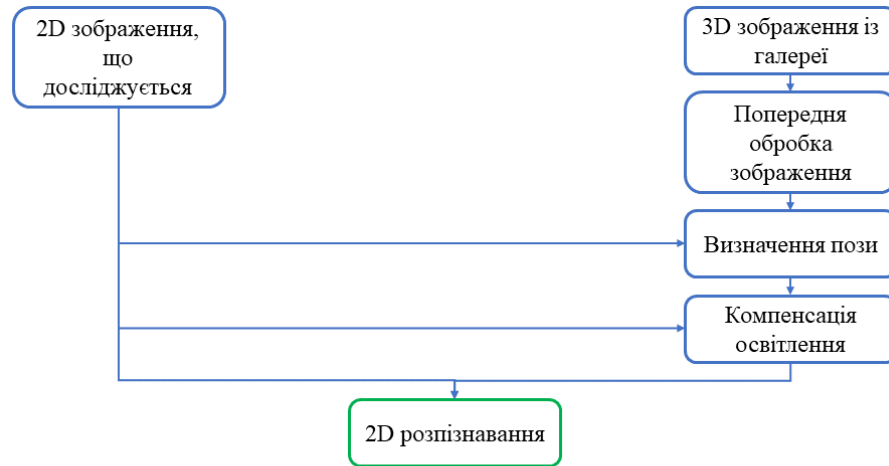 2D зображення,
що
досліджується
3D зображення із
галереї
Попередня
обробка
зображення
Визначення пози
Компенсація
освітлення
2D розпізнавання